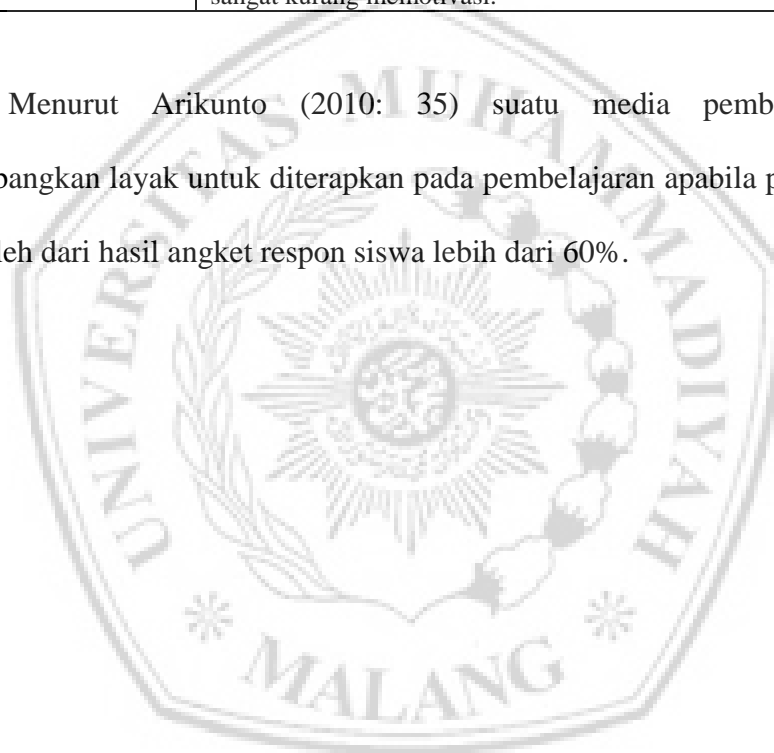 sangat kurang memotivasi.
Menurut Arikunto (2010: 35) suatu media pemb
bangkan layak untuk diterapkan pada pembelajaran apabila p
leh dari hasil angket respon siswa lebih dari 60%.
UNIVERSITAS MUHAMMADIYAH
MALANG